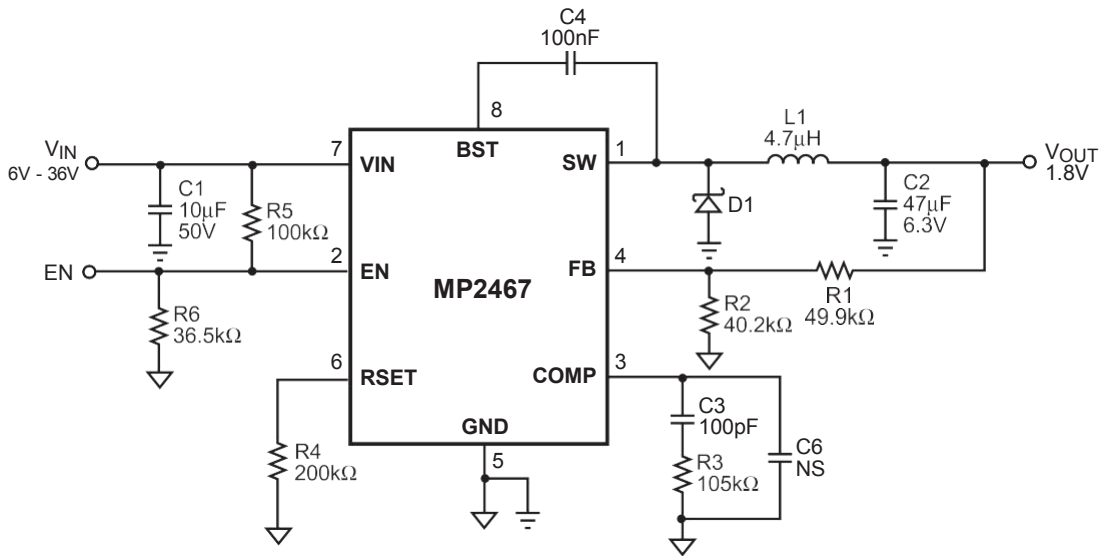 C4
100nF
8
BST
L1
4.7μH
VIN
6V - 36V
7
VIN
SW
1
VOUT
1.8V
C1
10μF
50V
R5
100kΩ
D1
C2
47μF
6.3V
EN
2
EN
MP2467
FB
4
R1
49.9kΩ
R2
40.2kΩ
R6
36.5kΩ
6
RSET
COMP
3
GND
5
R4
200kΩ
C3
100pF
R3
105kΩ
C6
NS